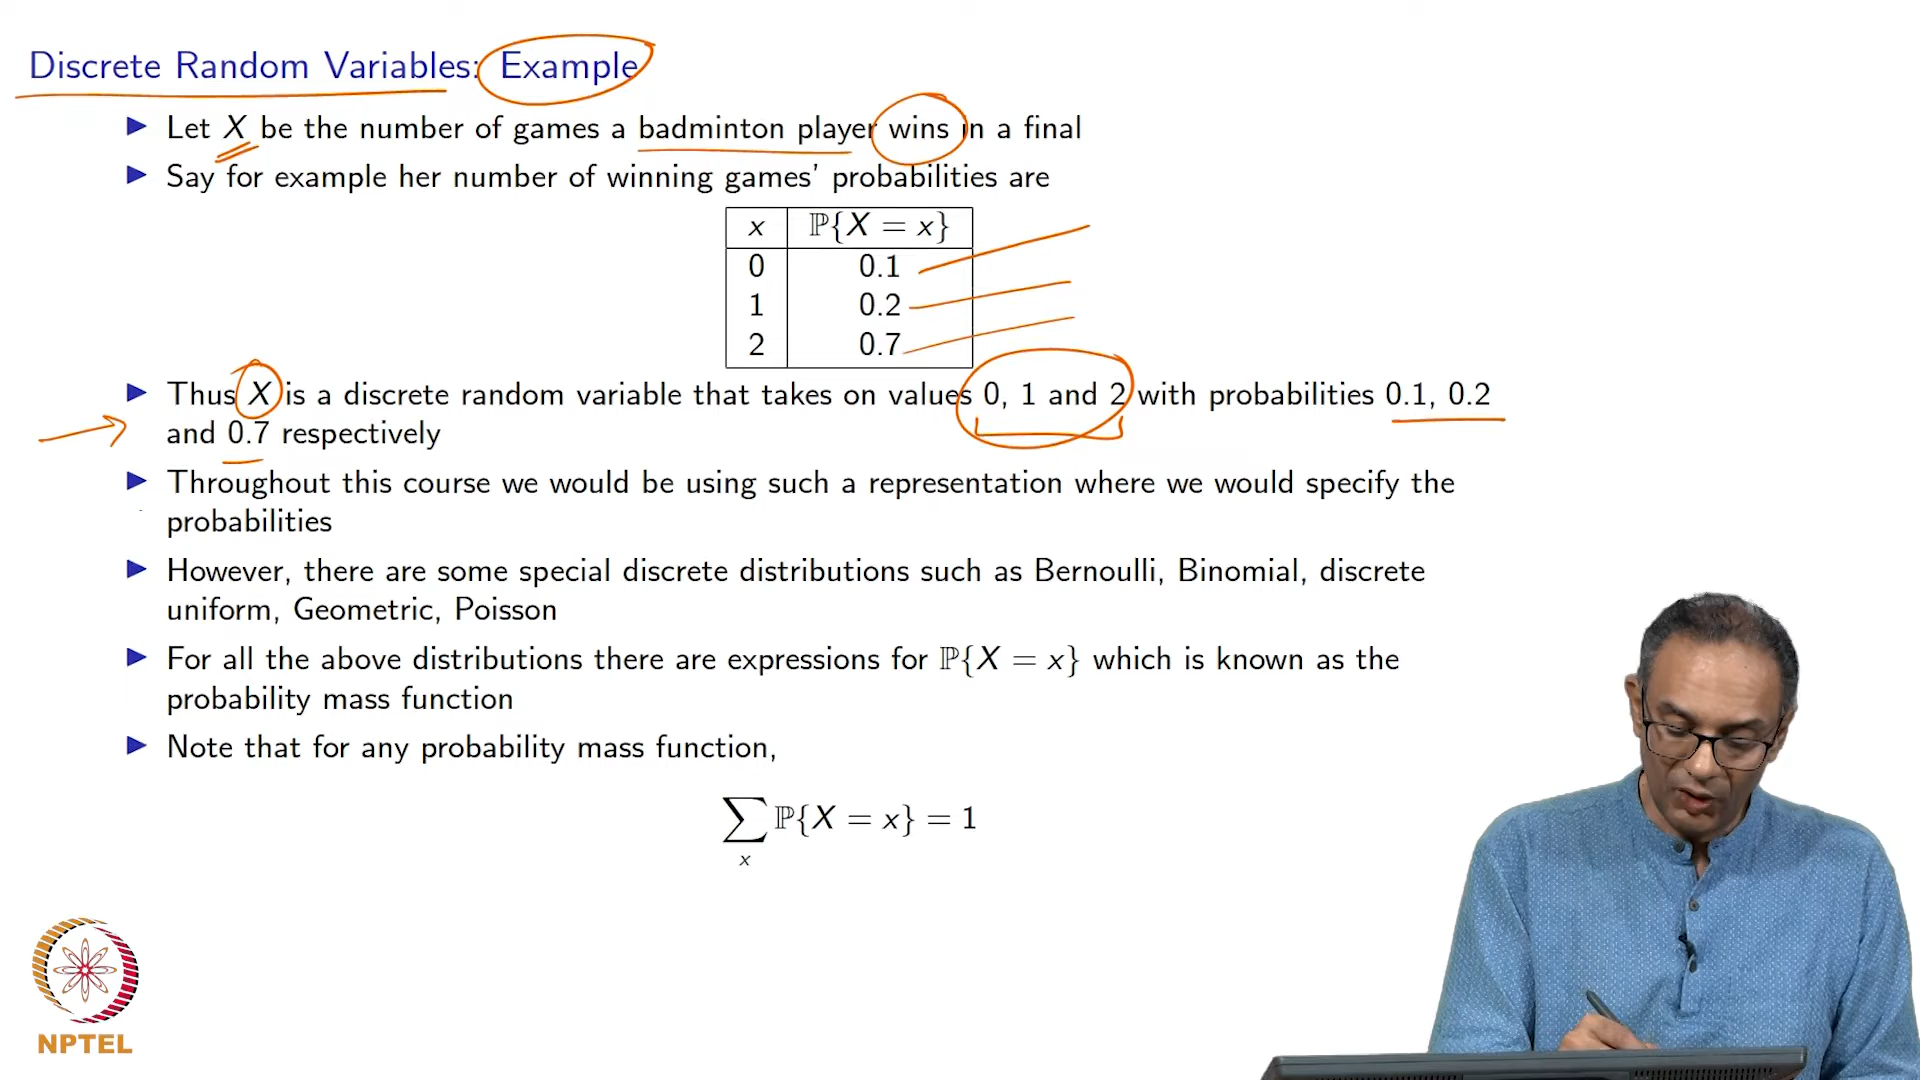 Discrete Random Variables: Example
Let X be the number of games a badminton player wins in a final
Say for example her number of winning games' probabilities are
x ℙ{X = x}
0 0.1
1 0.2
2 0.7
Thus X is a discrete random variable that takes on values 0, 1 and 2 with probabilities 0.1, 0.2
and 0.7 respectively
Throughout this course we would be using such a representation where we would specify the
probabilities
However, there are some special discrete distributions such as Bernoulli, Binomial, discrete
uniform, Geometric, Poisson
For all the above distributions there are expressions for ℙ{X = x} which is known as the
probability mass function
Note that for any probability mass function,
∑ ℙ{X = x} = 1
x
NPTEL